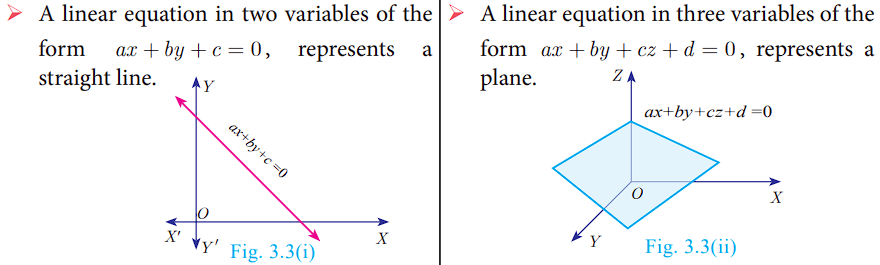 ➢ A linear equation in two variables of the
form ax + by + c = 0, represents a
straight line.
Y
ax+by+c=0
O
X'
Y'
X
Fig. 3.3(i)
➢ A linear equation in three variables of the
form ax + by + cz + d = 0, represents a
plane.
Z
ax+by+cz+d =0
O
X
Y
Fig. 3.3(ii)